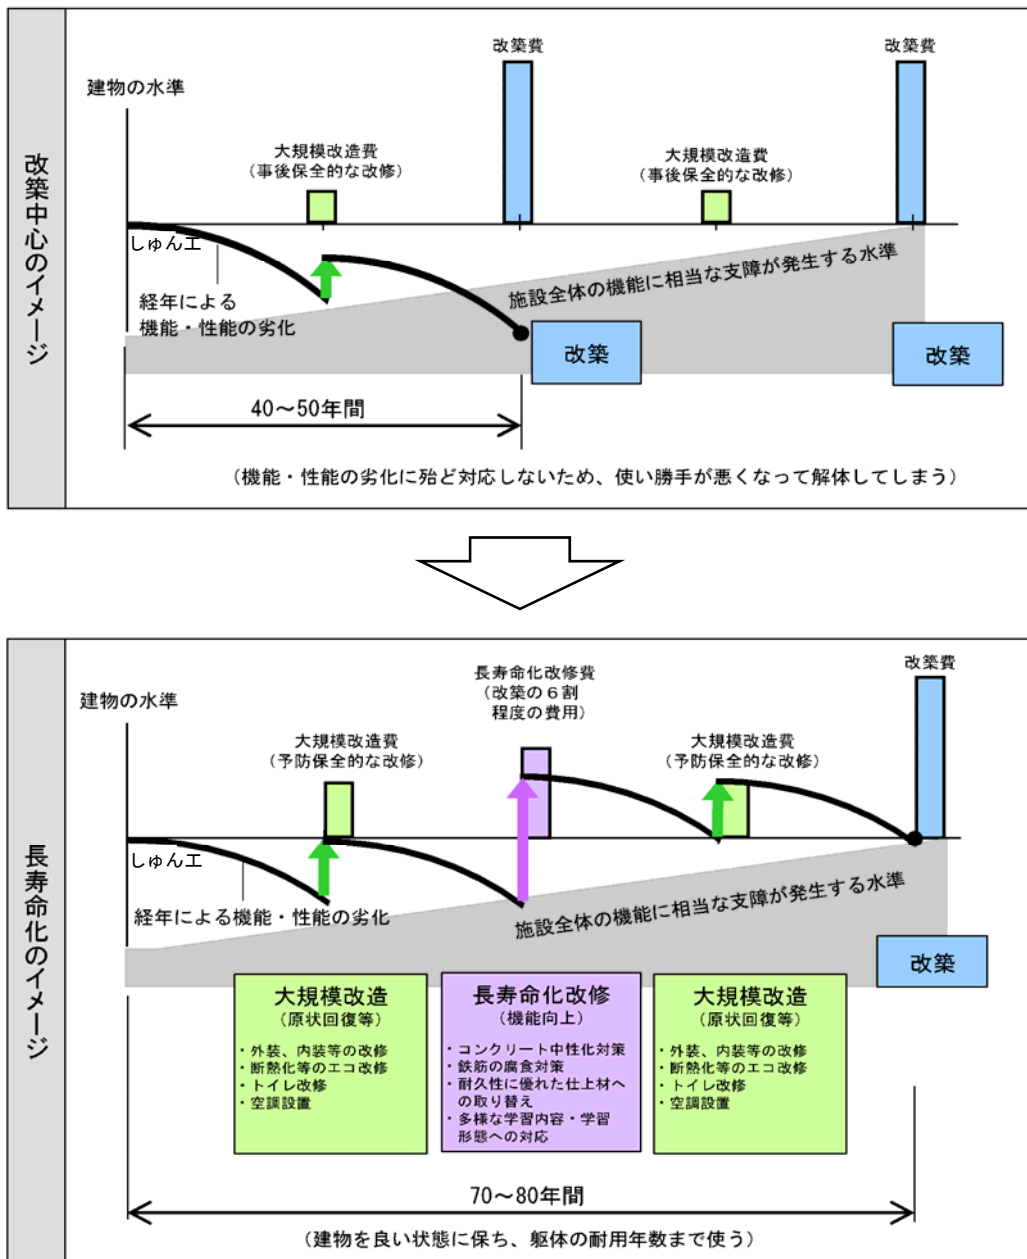 改築中心のイメージ
建物の水準
改築費
改築費
大規模改造費
(事後保全的な改修)
大規模改造費
(事後保全的な改修)
しゅん工
経年による
機能・性能の劣化
施設全体の機能に相当な支障が発生する水準
改築
改築
40～50年間
(機能・性能の劣化に殆ど対応しないため、使い勝手が悪くなって解体してしまう)
長寿命化のイメージ
建物の水準
長寿命化改修費
(改築の6割
程度の費用)
改築費
大規模改造費
(予防保全的な改修)
大規模改造費
(予防保全的な改修)
しゅん工
経年による機能・性能の劣化
施設全体の機能に相当な支障が発生する水準
改築
大規模改造
(原状回復等)
・外装、内装等の改修
・断熱化等のエコ改修
・トイレ改修
・空調設置
長寿命化改修
(機能向上)
・コンクリート中性化対策
・鉄筋の腐食対策
・耐久性に優れた仕上材へ
の取り替え
・多様な学習内容・学習
形態への対応
大規模改造
(原状回復等)
・外装、内装等の改修
・断熱化等のエコ改修
・トイレ改修
・空調設置
70～80年間
(建物を良い状態に保ち、躯体の耐用年数まで使う)